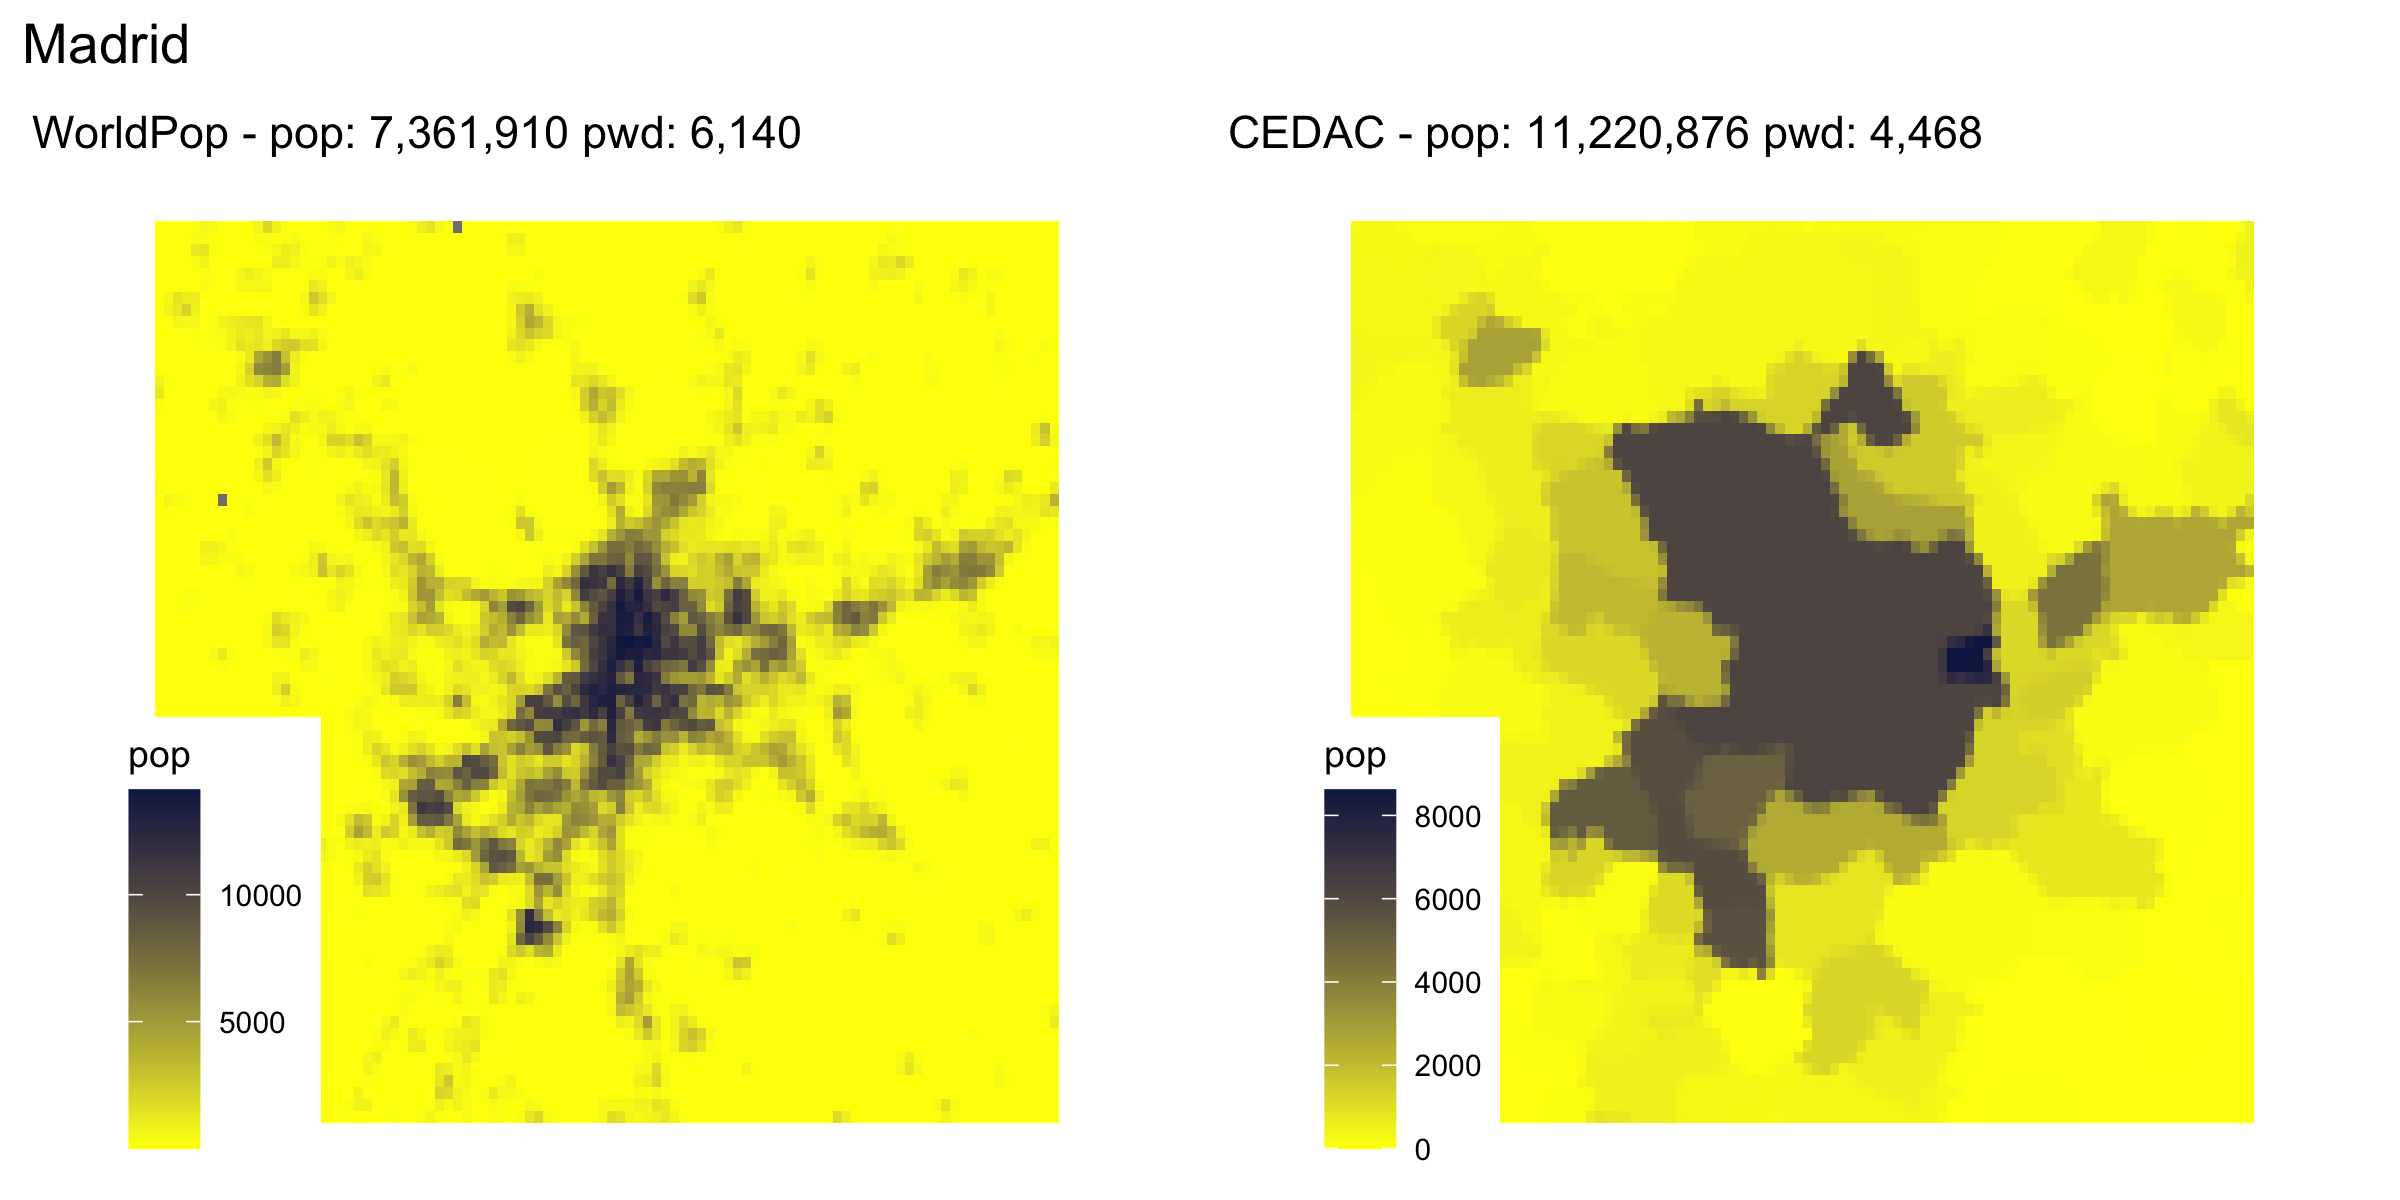 Madrid
WorldPop - pop: 7,361,910 pwd: 6,140
CEDAC - pop: 11,220,876 pwd: 4,468
pop
10000
5000
pop
8000
6000
4000
2000
0